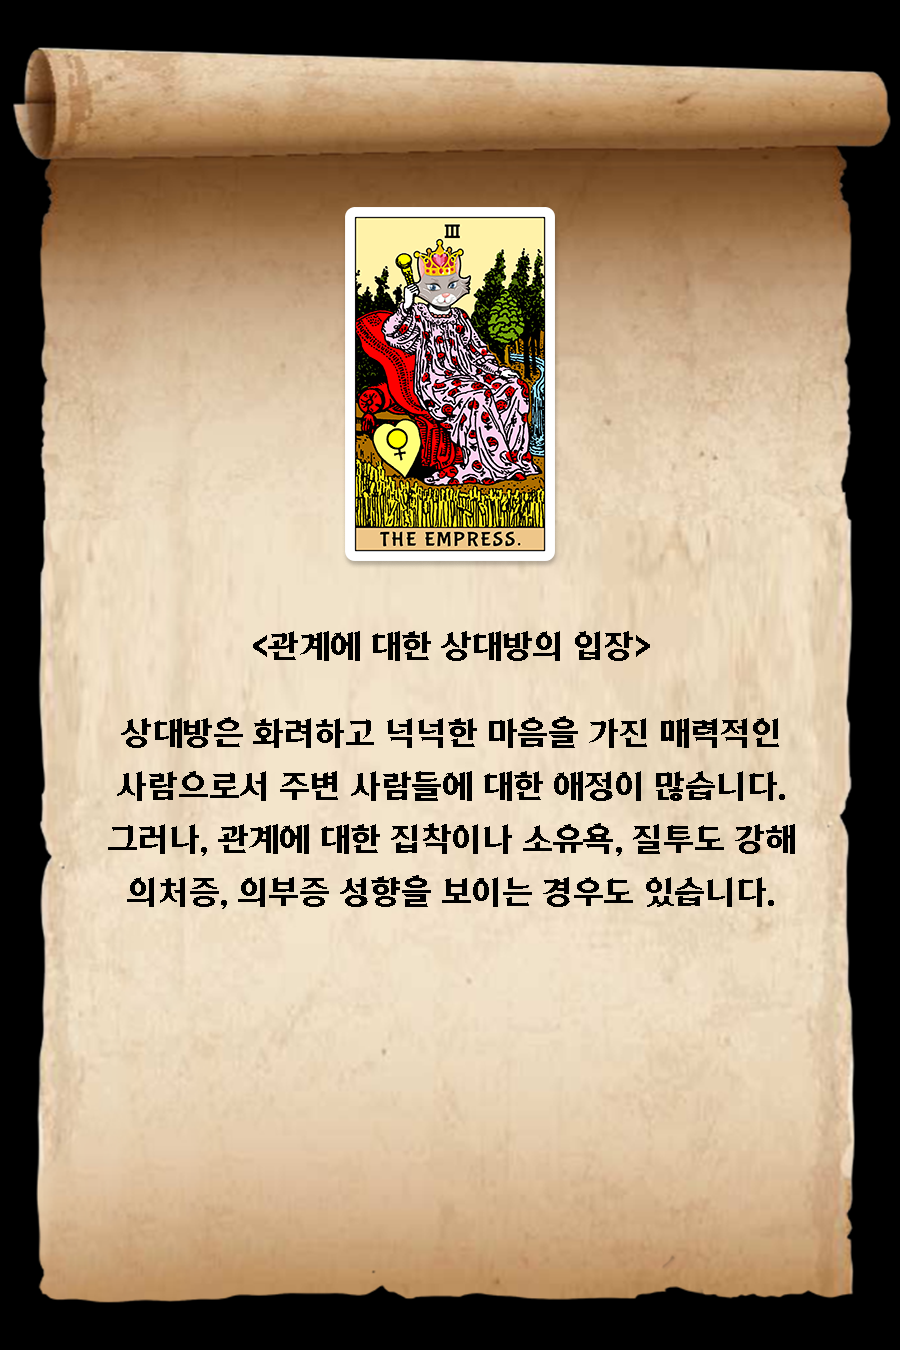 III
THE EMPRESS.
<관계에 대한 상대방의 입장>
상대방은 화려하고 넉넉한 마음을 가진 매력적인
사람으로서 주변 사람들에 대한 애정이 많습니다.
그러나, 관계에 대한 집착이나 소유욕, 질투도 강해
의처증, 의부증 성향을 보이는 경우도 있습니다.